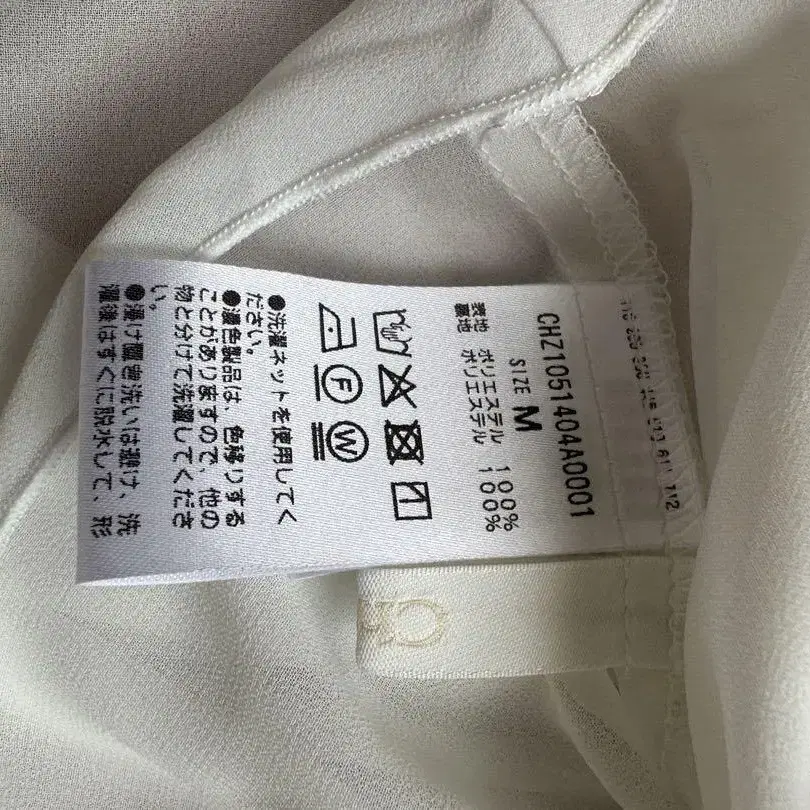 CHZ1051404A0001
SIZE M
表地 ポリエステル 100%
裏地 ポリエステル 100%
F
W
●洗濯ネットを使用してく
ださい。
●濃色製品は、色移りする
ことがありますので、他の
物と分けて洗濯してくださ
い。
●漬け置き洗いは避け、洗
濯後はすぐに脱水して、形